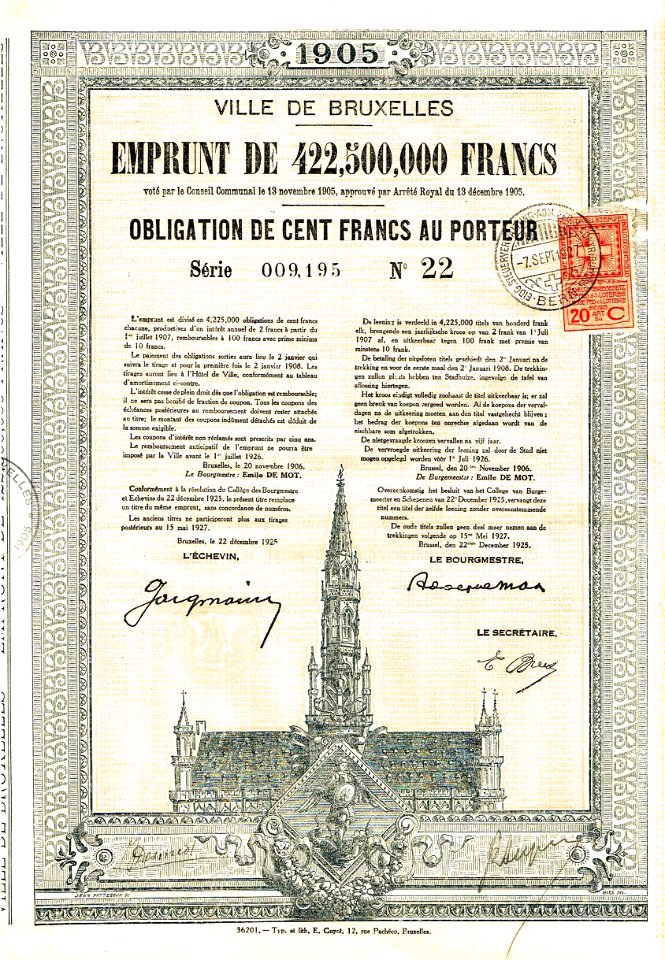 1905
VILLE DE BRUXELLES
EMPRUNT DE 422,500,000 FRANCS
voté par le Conseil Communal le 13 novembre 1905, approuvé par Arrêté Royal du 13 décembre 1905.
OBLIGATION DE CENT FRANCS AU PORTEUR
Série 009,195 N° 22
-7.SEPT.
BERN
20 C
L'emprunt est divisé en 4,225,000 obligations de cent francs
chacune, productives d'un intérêt annuel de 2 francs à partir du
1er juillet 1907, remboursables à 100 francs avec prime minima
de 10 francs.
Le paiement des obligations sorties aura lieu le 2 janvier qui
suivra le tirage et pour la première fois le 2 janvier 1908. Les
tirages auront lieu à l'Hôtel de Ville, conformément au tableau
d'amortissement ci-contre.
L'intérêt cesse de plein droit dès que l'obligation est remboursable;
il ne sera pas bonifié de fraction de coupon. Tous les coupons des
échéances postérieures au remboursement doivent rester attachés
au titre; le montant des coupons indûment détachés est déduit de
la somme exigible.
Les coupons d'intérêt non réclamés sont prescrits par cinq ans.
Le remboursement anticipatif de l'emprunt ne pourra être
imposé par la Ville avant le 1er juillet 1926.
Bruxelles, le 20 novembre 1906.
Le Bourgmestre: Emile DE MOT.
Conformément à la résolution du Collège des Bourgmestre
et Echevins du 22 décembre 1925, le présent titre remplace
un titre du même emprunt, sans concordance de numéros.
Les anciens titres ne participeront plus aux tirages
postérieurs au 15 mai 1927.
Bruxelles, le 22 décembre 1925
L'ÉCHEVIN,
De leening is verdeeld in 4,225,000 titels van honderd frank
elk, brengende een jaarlijksche kroos op van 2 frank van 1n Juli
1907 af, en uitkeerbaar tegen 100 frank met premie van
minstens 10 frank.
De betaling der uitgeloten titels geschiedt den 2n Januari na de
trekking en voor de eerste maal den 2n Januari 1908. De trekkin-
gen zullen plaats hebben ten Stadhuize, ingevolge de tafel van
aflossing hiertegen.
Het kroos eindigt volledig zoohaast de titel uitkeerbaar is; er zal
geen breuk van koepon vergoed worden. Al de koepons der verval-
dagen na de uitkeering moeten aan den titel vastgehecht blijven;
het bedrag der koepons ten onrechte afgedaan wordt van de
eischbare som afgetrokken.
De nietgevraagde kroozen vervallen na vijf jaar.
De vervroegde uitkeering der leening zal door de Stad niet
mogen opgelegd worden vóór 1n Juli 1926.
Brussel, den 20sten November 1906.
De Burgemeester: Emile DE MOT.
Overeenkomstig het besluit van het College van Burge-
meester en Schepenen van 22n December 1925, vervangt deze
titel een titel der zelfde leening zonder overeenstemmende
nummers.
De oude titels zullen geen deel meer nemen aan de
trekkingen volgende op 15den Mei 1927.
Brussel, den 22sten December 1925.
LE BOURGMESTRE,
LE SECRÉTAIRE,
36201. — Typ. et lith. E. Guyot, 12, rue Pachéco, Bruxelles.